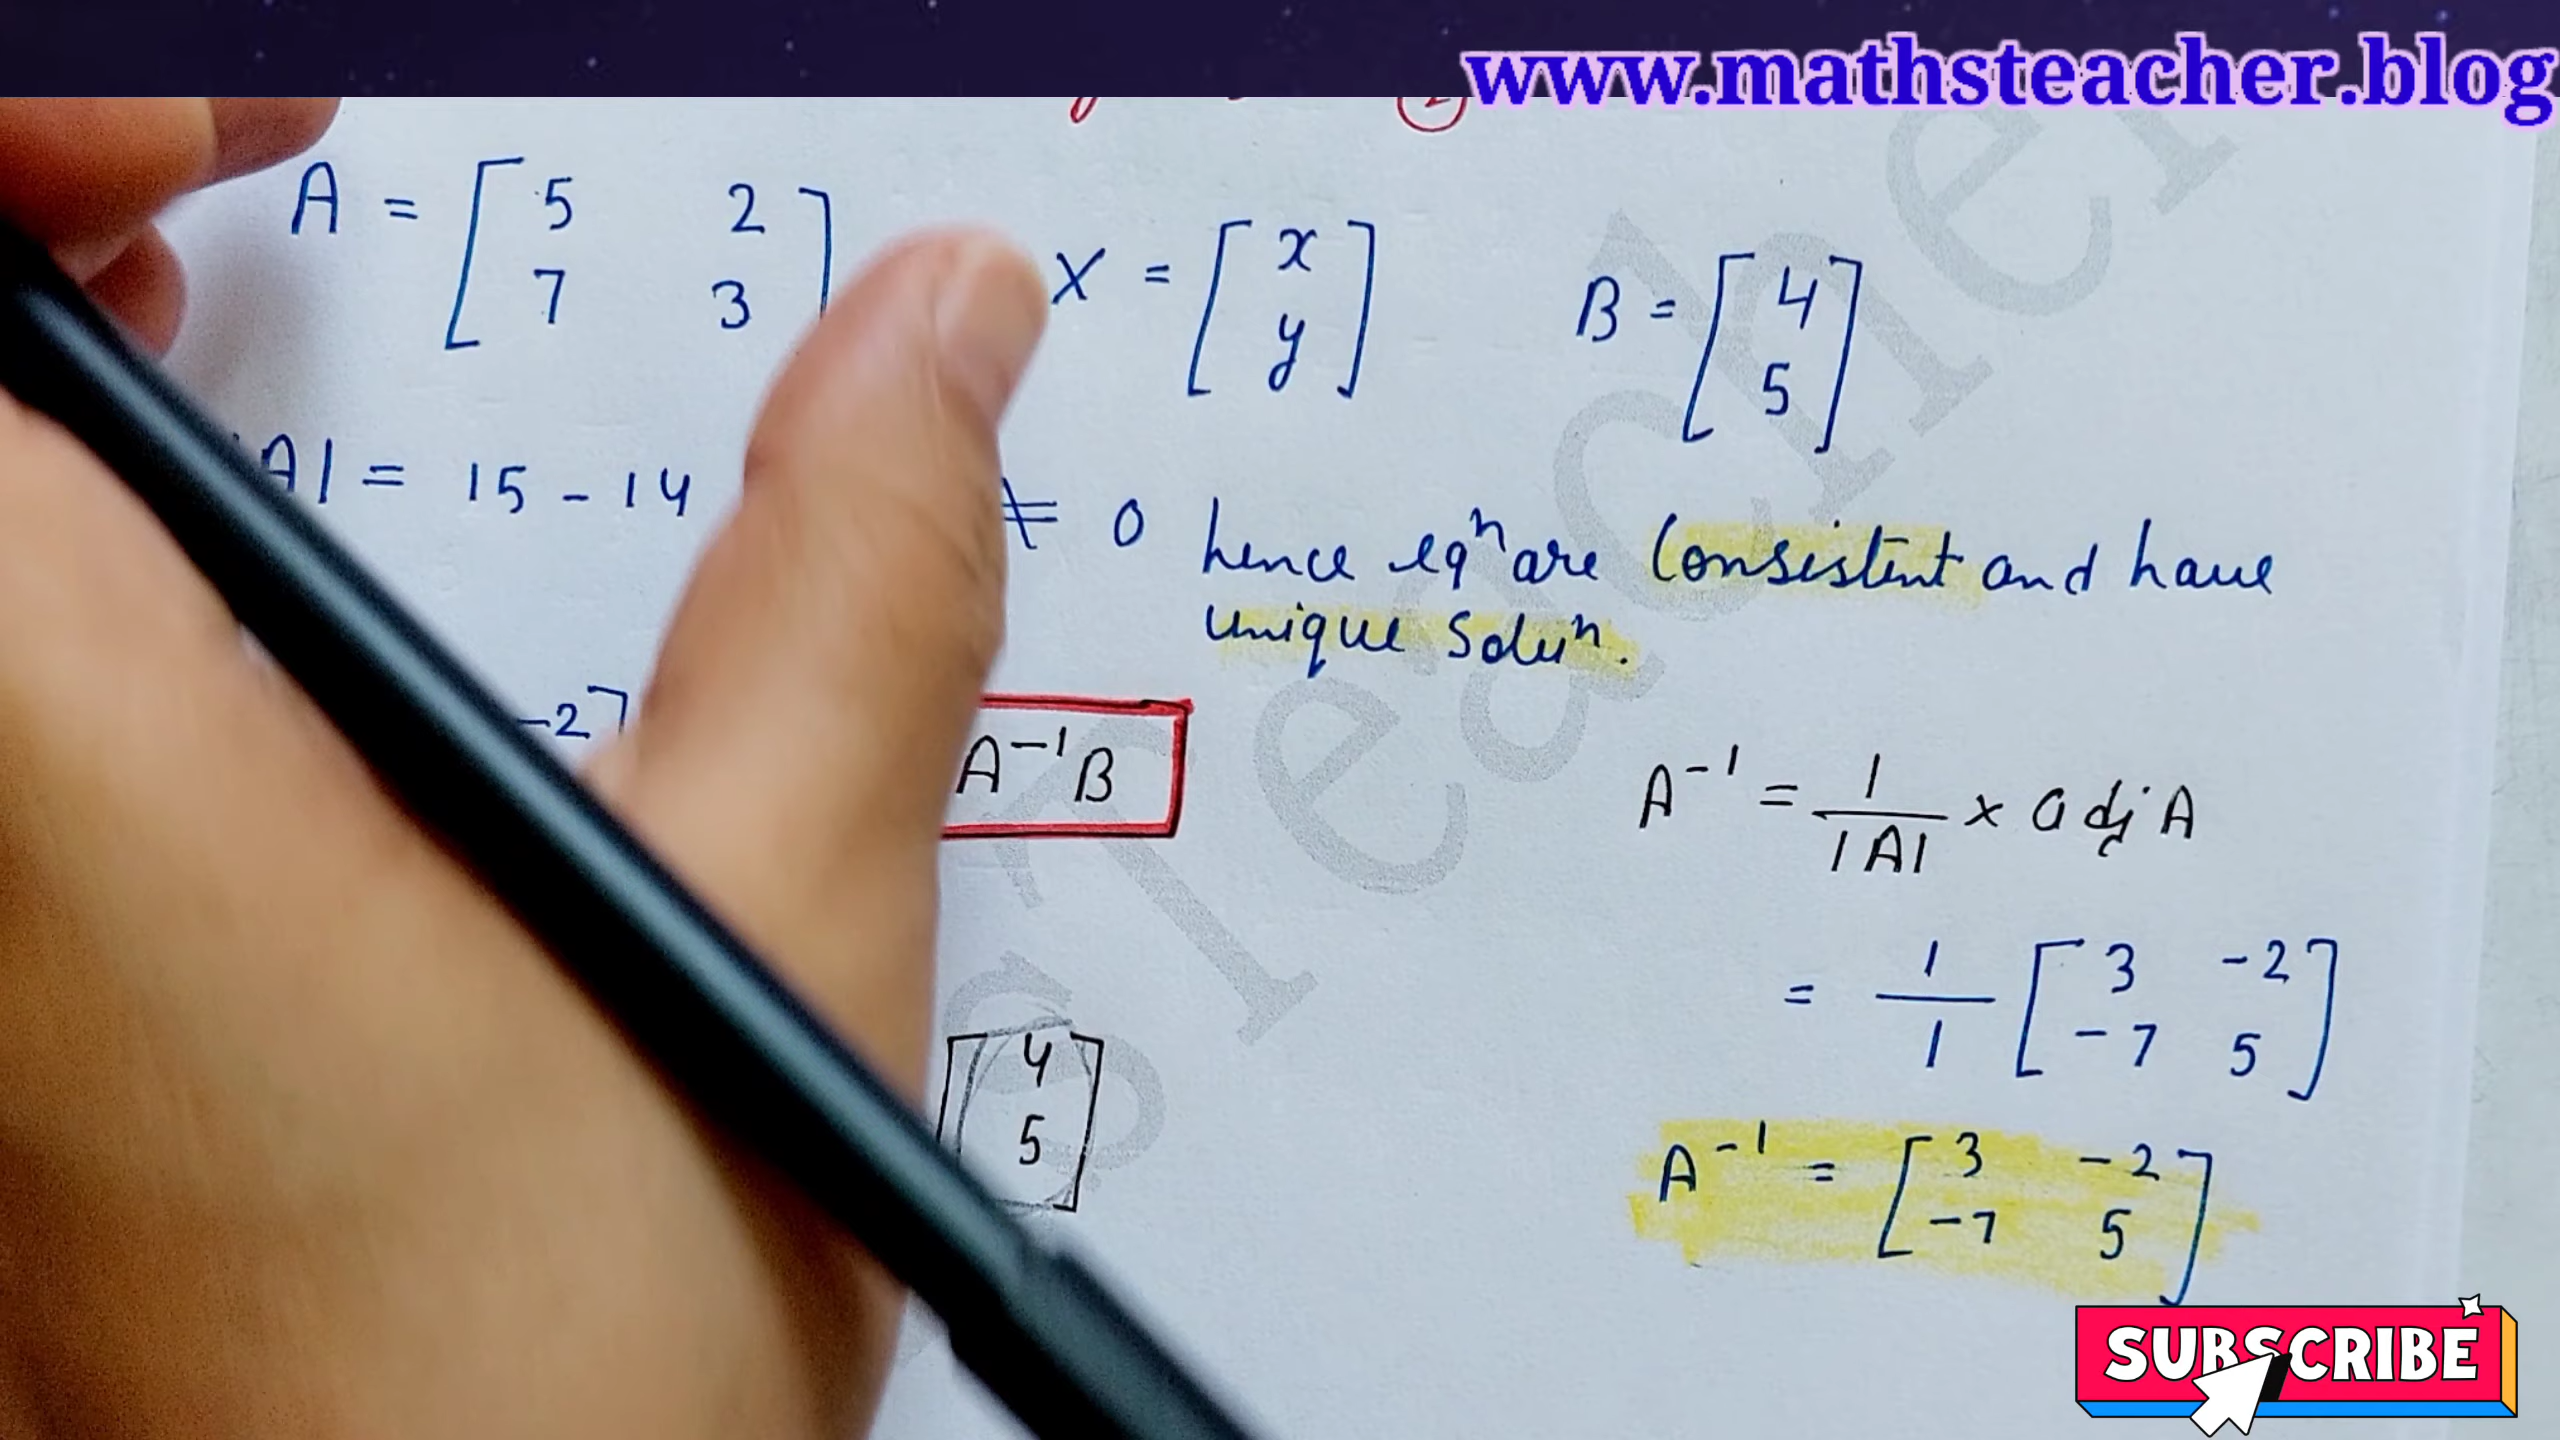 www.mathsteacher.blog
A = [ 5 2
7 3 ]
X = [ x
y ]
B = [ 4
5 ]
A| = 15 - 14
≠ 0 hence eqⁿ are Consistent and have
unique Soluⁿ.
-2 ]
A⁻¹B
A⁻¹ = 1/|A| × adj A
= 1/1 [ 3 -2
-7 5 ]
[ 4
5 ]
A⁻¹ = [ 3 -2
-7 5 ]
Teacher
SUBSCRIBE